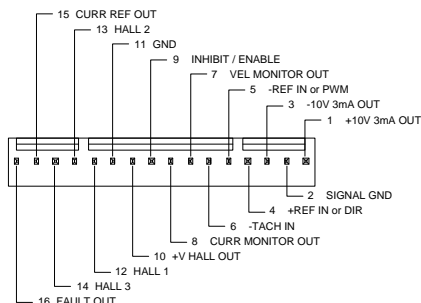 15 CURR REF OUT
13 HALL 2
11 GND
9 INHIBIT / ENABLE
7 VEL MONITOR OUT
5 -REF IN or PWM
3 -10V 3mA OUT
1 +10V 3mA OUT
2 SIGNAL GND
4 +REF IN or DIR
6 -TACH IN
8 CURR MONITOR OUT
10 +V HALL OUT
12 HALL 1
14 HALL 3
16 FAULT OUT